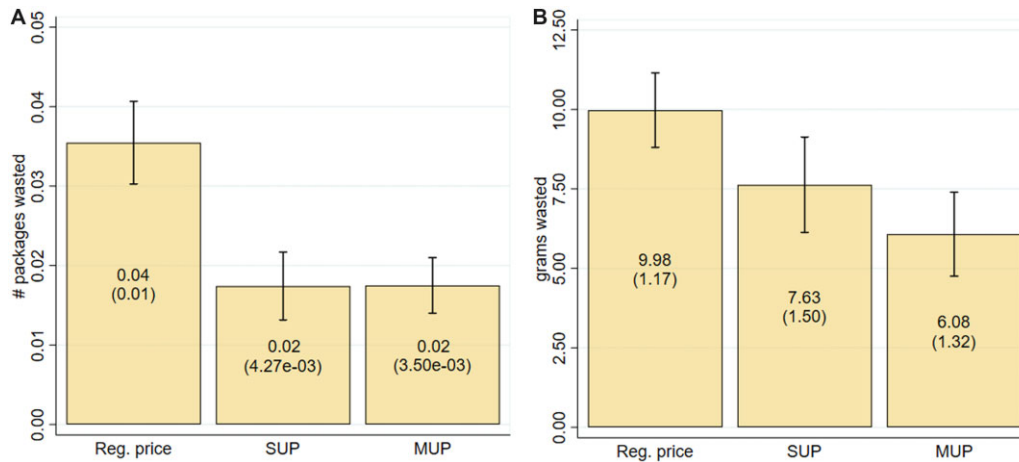 A
# packages wasted
0.05
0.04
0.03
0.02
0.01
0.00
0.04
(0.01)
0.02
(4.27e-03)
0.02
(3.50e-03)
Reg. price SUP MUP
B
grams wasted
12.50
10.00
7.50
5.00
2.50
0.00
9.98
(1.17)
7.63
(1.50)
6.08
(1.32)
Reg. price SUP MUP